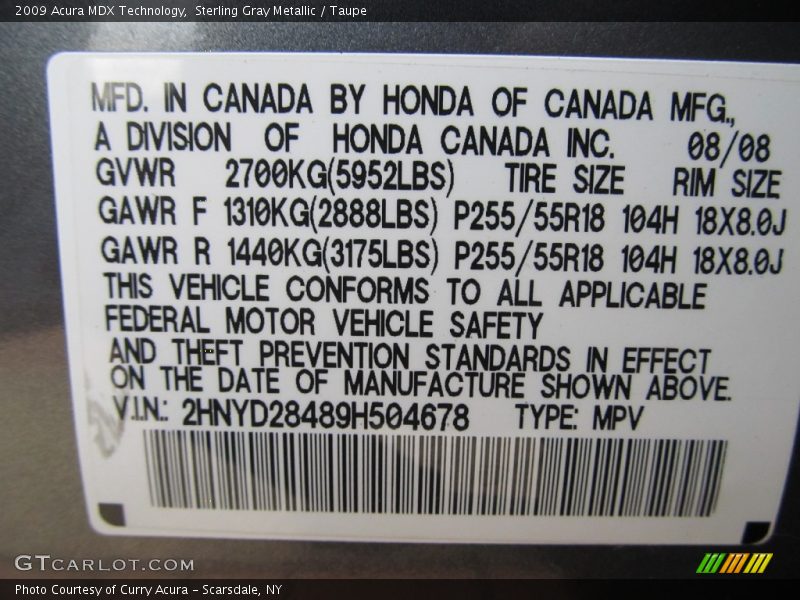 2009 Acura MDX Technology,  Sterling Gray Metallic / Taupe
MFD. IN CANADA BY HONDA OF CANADA MFG.,
A DIVISION OF HONDA CANADA INC. 08/08
GVWR 2700KG(5952LBS) TIRE SIZE RIM SIZE
GAWR F 1310KG(2888LBS) P255/55R18 104H 18X8.0J
GAWR R 1440KG(3175LBS) P255/55R18 104H 18X8.0J
THIS VEHICLE CONFORMS TO ALL APPLICABLE
FEDERAL MOTOR VEHICLE SAFETY
AND THEFT PREVENTION STANDARDS IN EFFECT
ON THE DATE OF MANUFACTURE SHOWN ABOVE.
V.I.N.: 2HNYD28489H504678 TYPE: MPV
GTCARLOT.COM
Photo Courtesy of Curry Acura - Scarsdale, NY